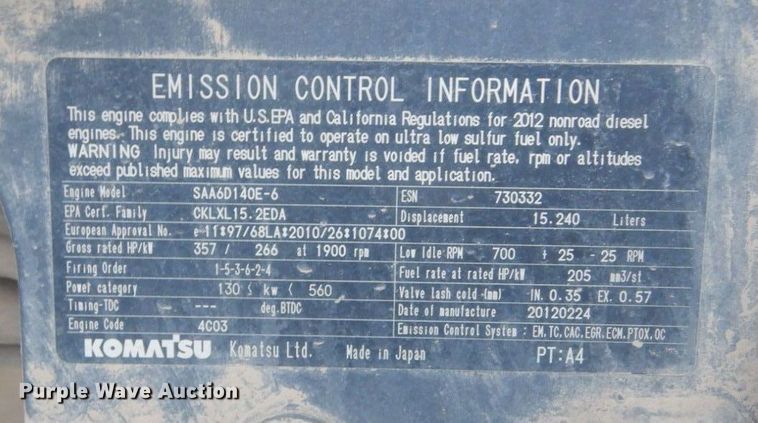 EMISSION CONTROL INFORMATION
This engine complies with U.S.EPA and California Regulations for 2012 nonroad diesel
engines. This engine is certified to operate on ultra low sulfur fuel only.
WARNING Injury may result and warranty is voided if fuel rate, rpm or altitudes
exceed published maximum values for this model and application.
Engine Model SAA6D140E-6 ESN 730332
EPA Cert. Family CKLXL15.2EDA Displacement 15.240 Liters
European Approval No. e11*97/68LA*2010/26*1074*00
Gross rated HP/kW 357 / 266 at 1900 rpm Low Idle RPM 700 + 25 - 25 RPM
Firing Order 1-5-3-6-2-4 Fuel rate at rated HP/kW 205 mm3/st
Power category 130 ≤ kw < 560 Valve lash cold (mm) IN. 0.35 EX. 0.57
Timing-TDC --- deg.BTDC Date of manufacture 20120224
Engine Code 4C03 Emission Control System : EM,TC,CAC,EGR,ECM,PTOX,OC
KOMATSU Komatsu Ltd. Made in Japan PT:A4
Purple Wave Auction